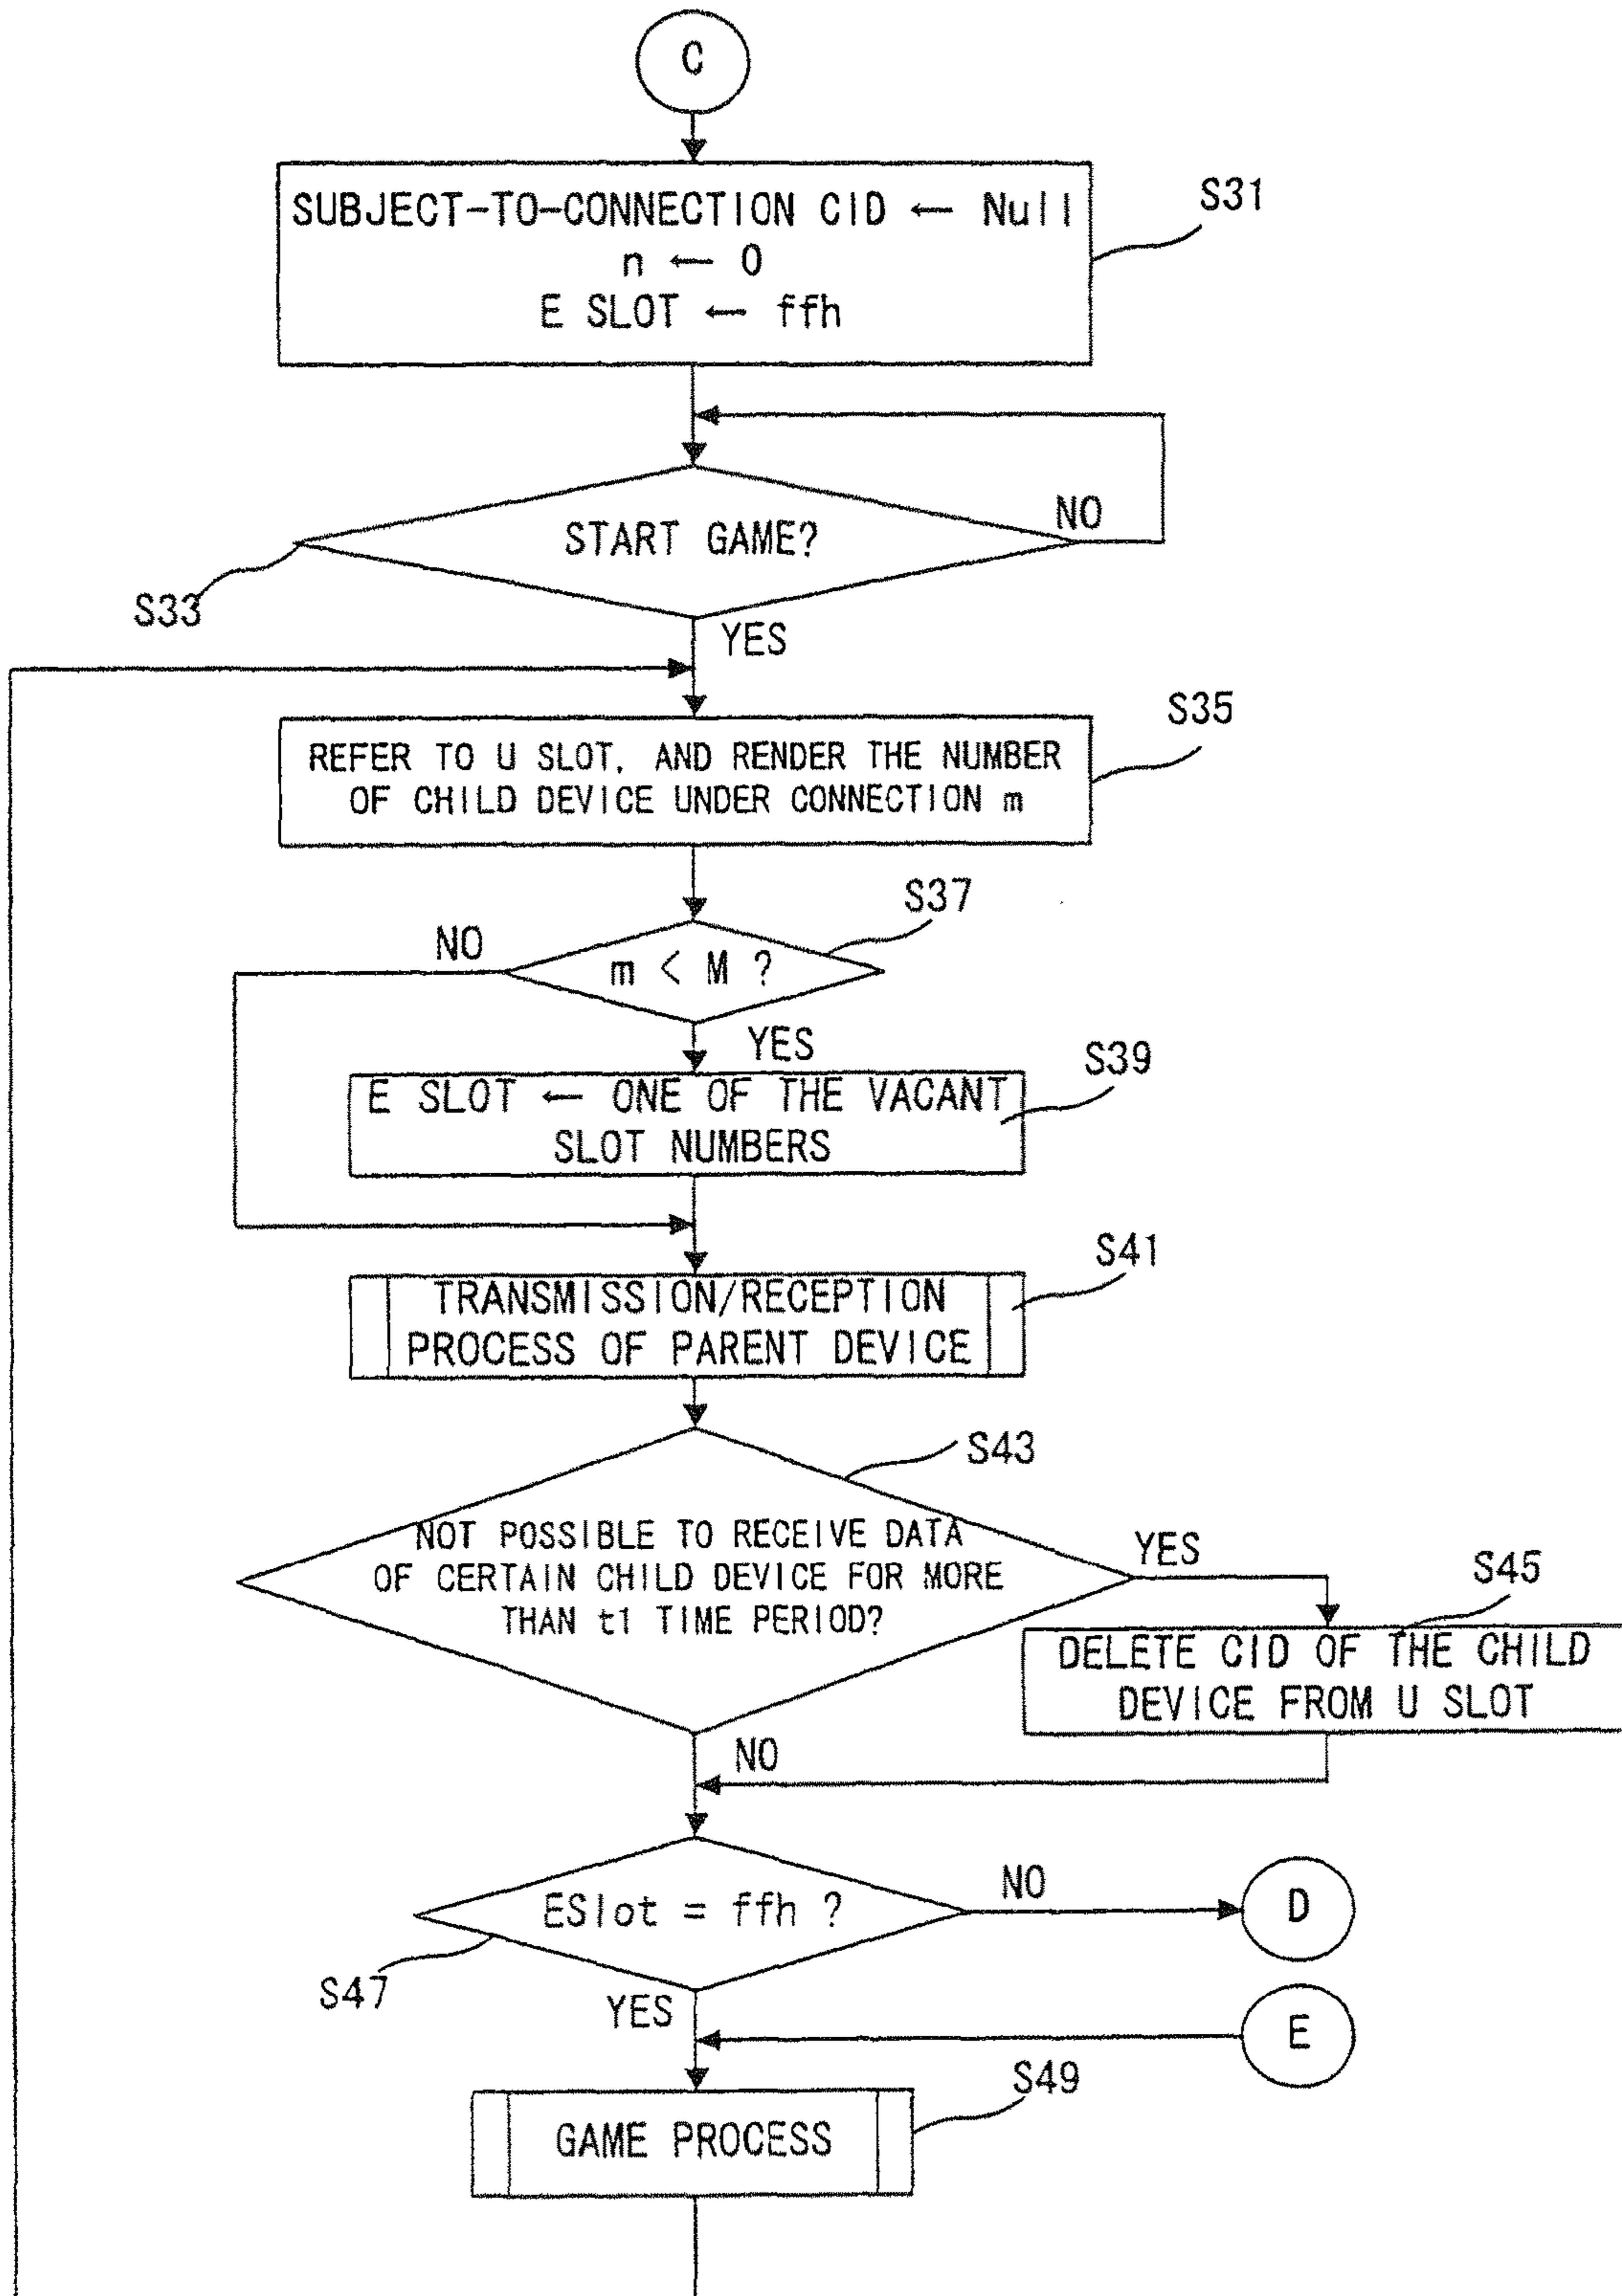 C
SUBJECT-TO-CONNECTION CID ← Null
n ← 0
E SLOT ← ffh
S31
START GAME?
NO
S33
YES
S35
REFER TO U SLOT, AND RENDER THE NUMBER
OF CHILD DEVICE UNDER CONNECTION m
S37
NO
m < M ?
YES
S39
E SLOT ← ONE OF THE VACANT
SLOT NUMBERS
S41
TRANSMISSION/RECEPTION
PROCESS OF PARENT DEVICE
S43
NOT POSSIBLE TO RECEIVE DATA
OF CERTAIN CHILD DEVICE FOR MORE
THAN t1 TIME PERIOD?
YES
S45
DELETE CID OF THE CHILD
DEVICE FROM U SLOT
NO
ESlot = ffh ?
NO
D
S47
YES
E
S49
GAME PROCESS